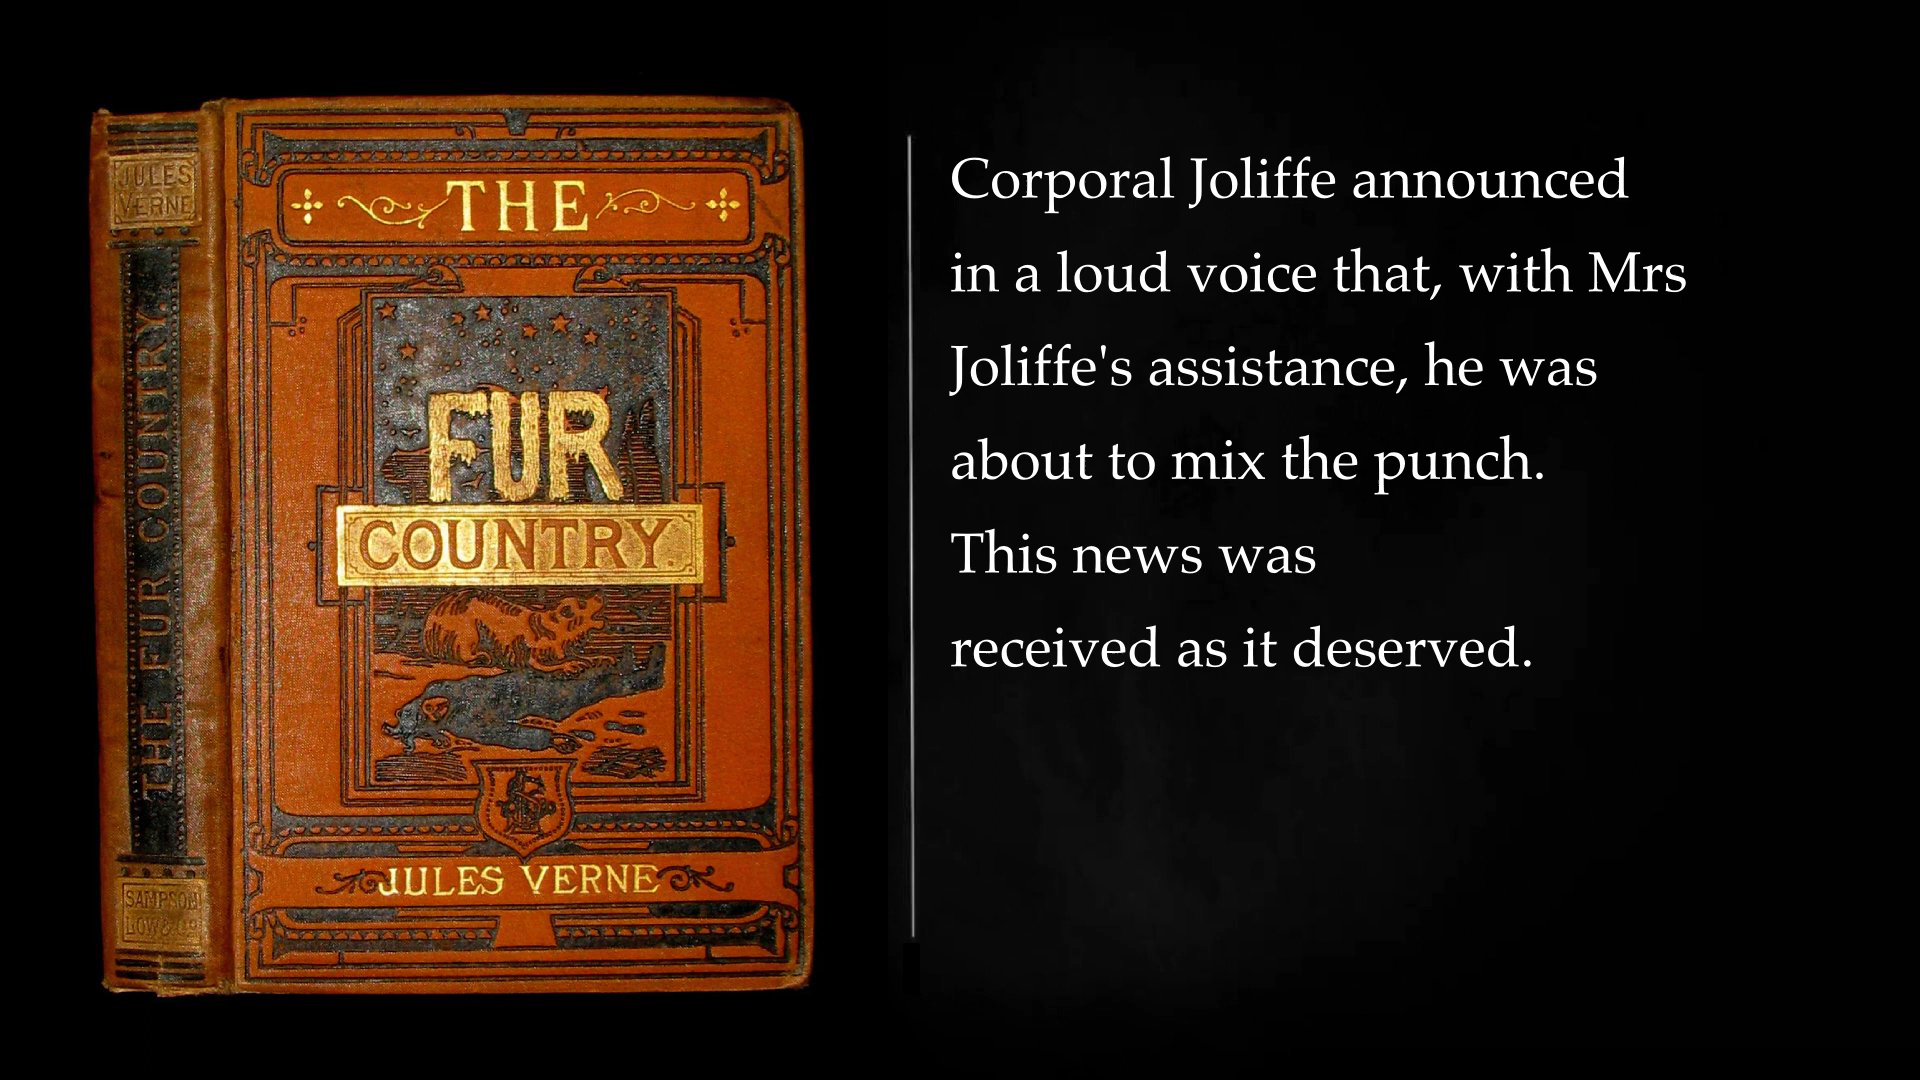 JULES
VERNE
THE FUR COUNTRY.
SAMPSON
LOW & Co
THE
FUR
COUNTRY.
JULES VERNE
Corporal Joliffe announced
in a loud voice that, with Mrs
Joliffe's assistance, he was
about to mix the punch.
This news was
received as it deserved.